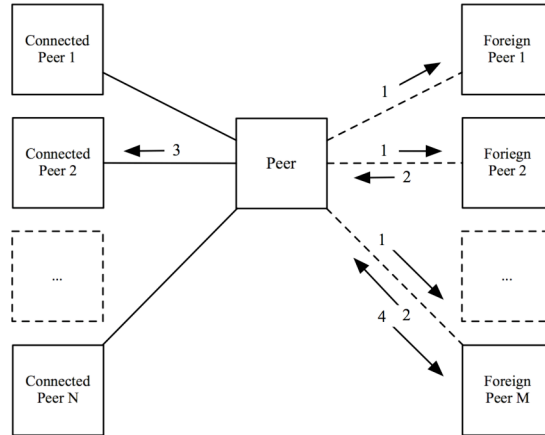 Connected
Peer 1
Foreign
Peer 1
1
Connected
Peer 2
3
Peer
1
2
Foriegn
Peer 2
...
1
4
2
...
Connected
Peer N
Foreign
Peer M